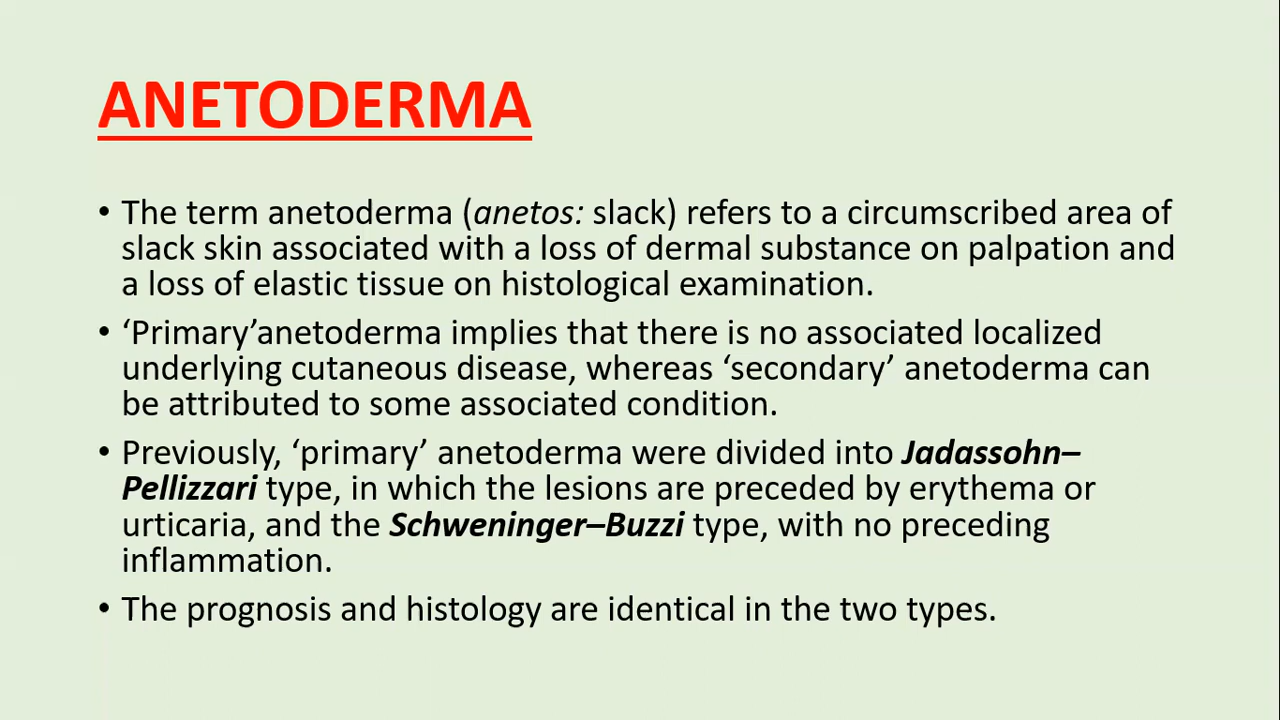 ANETODERMA
• The term anetoderma (anetos: slack) refers to a circumscribed area of
slack skin associated with a loss of dermal substance on palpation and
a loss of elastic tissue on histological examination.
• ‘Primary’anetoderma implies that there is no associated localized
underlying cutaneous disease, whereas ‘secondary’ anetoderma can
be attributed to some associated condition.
• Previously, ‘primary’ anetoderma were divided into Jadassohn–
Pellizzari type, in which the lesions are preceded by erythema or
urticaria, and the Schweninger–Buzzi type, with no preceding
inflammation.
• The prognosis and histology are identical in the two types.